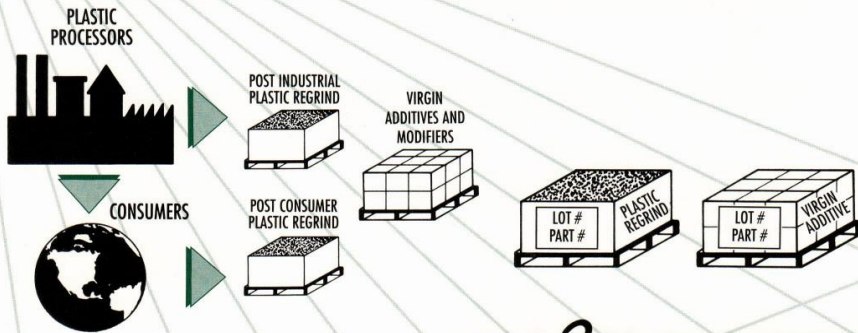 PLASTIC
PROCESSORS
POST INDUSTRIAL
PLASTIC REGRIND
VIRGIN
ADDITIVES AND
MODIFIERS
CONSUMERS
POST CONSUMER
PLASTIC REGRIND
LOT #
PART #
PLASTIC
REGRIND
LOT #
PART #
VIRGIN
ADDITIVE